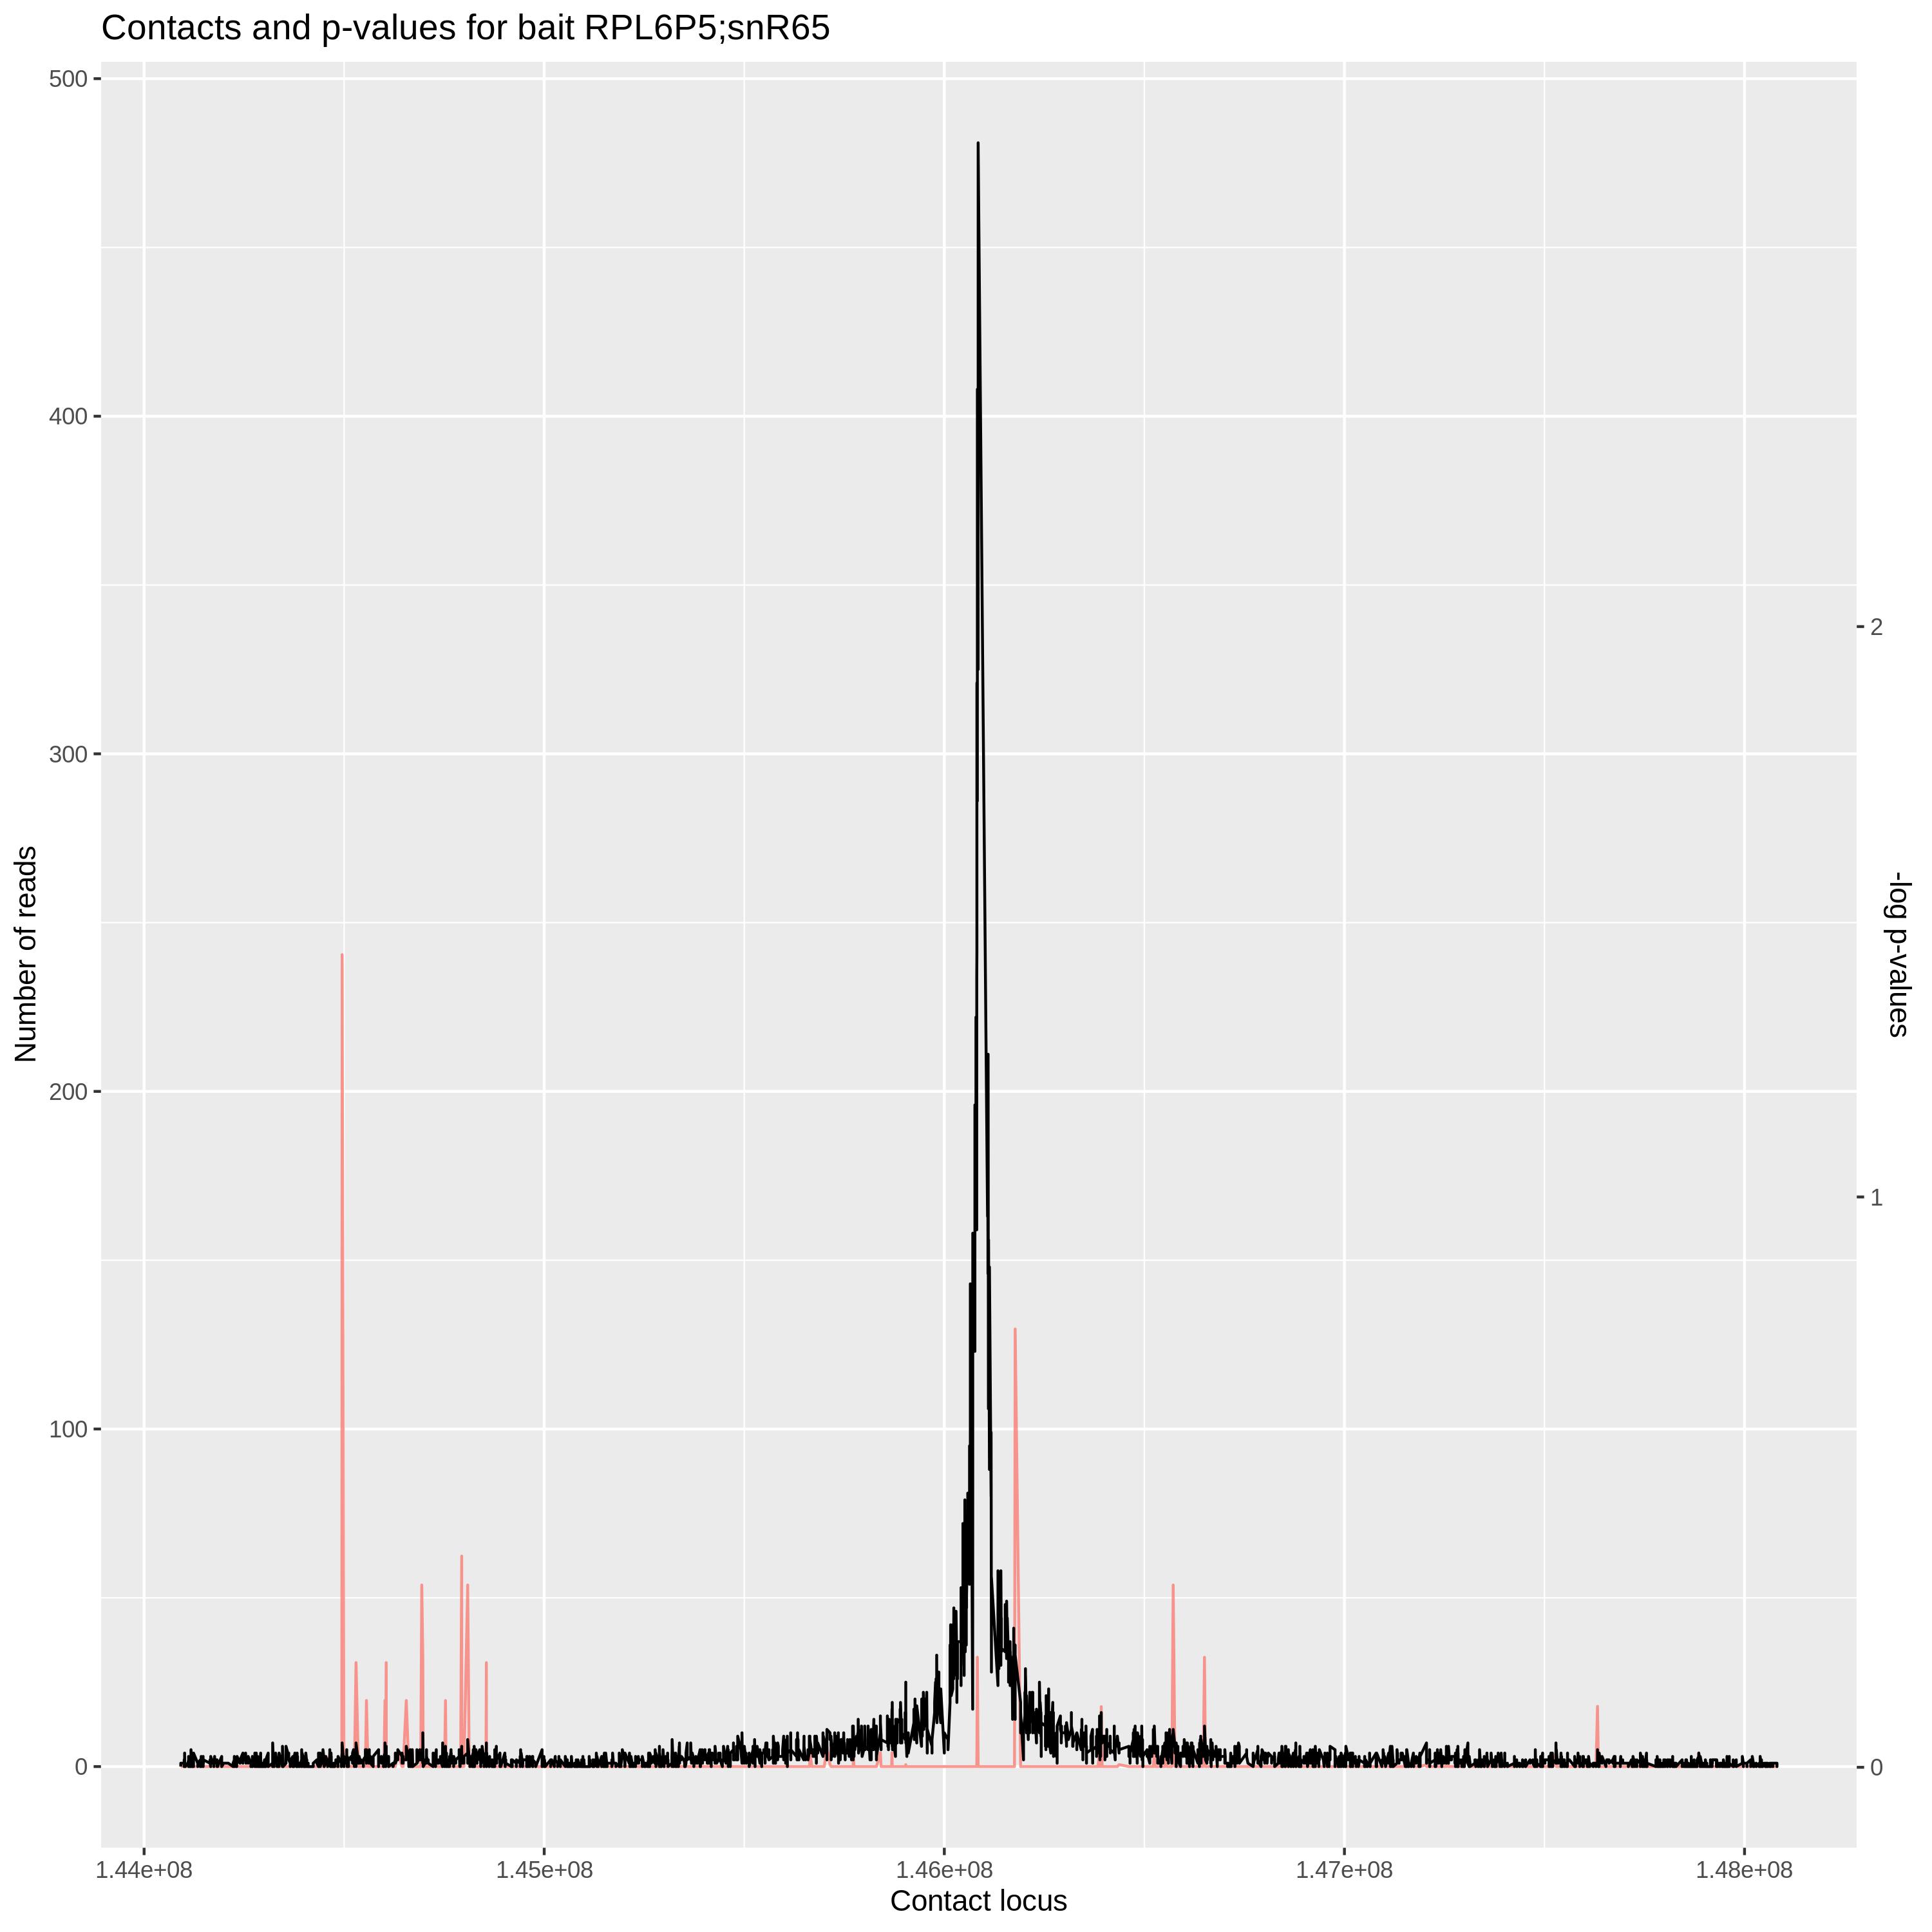 Contacts and p-values for bait RPL6P5;snR65
500
400
300
200
100
0
Number of reads
2
1
0
-log p-values
1.44e+08
1.45e+08
1.46e+08
1.47e+08
1.48e+08
Contact locus